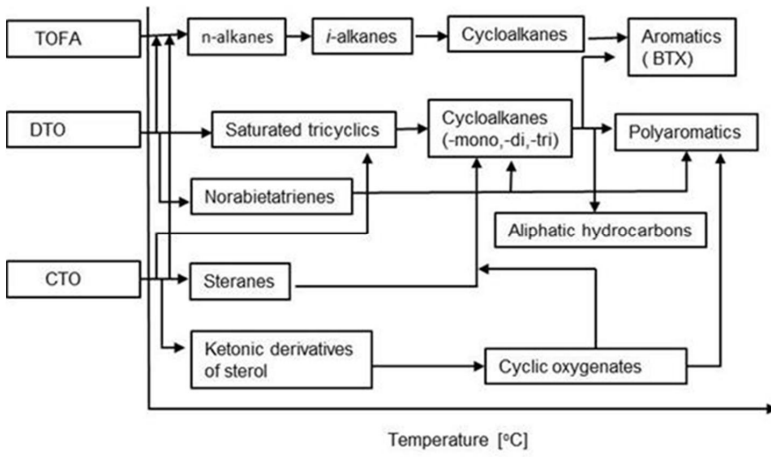 TOFA
n-alkanes
i-alkanes
Cycloalkanes
Aromatics
( BTX)
DTO
Saturated tricyclics
Cycloalkanes
(-mono,-di,-tri)
Polyaromatics
Norabietatrienes
Aliphatic hydrocarbons
CTO
Steranes
Ketonic derivatives
of sterol
Cyclic oxygenates
Temperature [ºC]